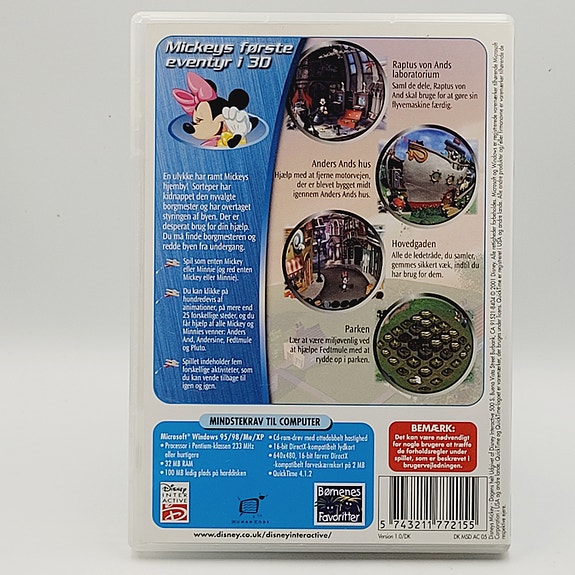 Mickeys første
eventyr i 3D
En ulykke har ramt Mickeys
hjemby! Sorteper har
kidnappet den nyvalgte
borgmester og har overtaget
styringen af byen. Der er
desperat brug for din hjælp.
Du må finde borgmesteren og
redde byen fra undergang.
Spil som enten Mickey
eller Minnie (og red enten
Mickey eller Minnie).
Du kan klikke på
hundredevis af
animationer, på mere end
25 forskellige steder, og du
får hjælp af alle Mickey og
Minnies venner: Anders
And, Andersine, Fedtmule
og Pluto.
Spillet indeholder fem
forskellige aktiviteter, som
du kan vende tilbage til
igen og igen.
Raptus von Ands
laboratorium
Saml de dele, Raptus von
And skal bruge for at gøre sin
flyvemaskine færdig.
Anders Ands hus
Hjælp med at fjerne motorvejen,
der er blevet bygget midt
igennem Anders Ands hus.
Hovedgaden
Alle de ledetråde, du samler,
gemmes sikkert væk, indtil du
har brug for dem.
Parken
Lær at være miljøvenlig ved
at hjælpe Fedtmule med at
rydde op i parken.
MINDSTEKRAV TIL COMPUTER
Microsoft® Windows 95/98/Me/XP
• Processor i Pentium-klassen 233 MHz
eller hurtigere
• 32 MB RAM
• 100 MB ledig plads på harddisken
• Cd-rom-drev med ottedobbelt hastighed
• 16-bit DirectX-kompatibelt lydkort
• 640x480, 16-bit farver DirectX
-kompatibelt farveskærmkort på 2 MB
• QuickTime 4.1.2
BEMÆRK:
Det kan være nødvendigt
for nogle brugere at træffe
de forholdsregler under
spillet, som er beskrevet i
brugervejledningen.
Disney
INTER
ACTIVE
HUMANCODE
Børnenes
Favoritter
www.disney.co.uk/disneyinteractive/
5 743211 772155
Version 1.0/DK
DK MSD AC 05